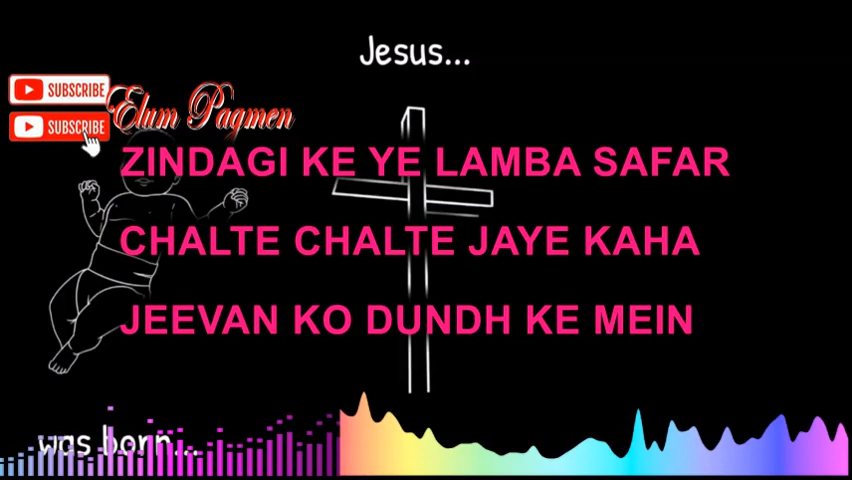 Jesus...
SUBSCRIBE
SUBSCRIBE
Elum Pagmen
ZINDAGI KE YE LAMBA SAFAR
CHALTE CHALTE JAYE KAHA
JEEVAN KO DUNDH KE MEIN
was born...